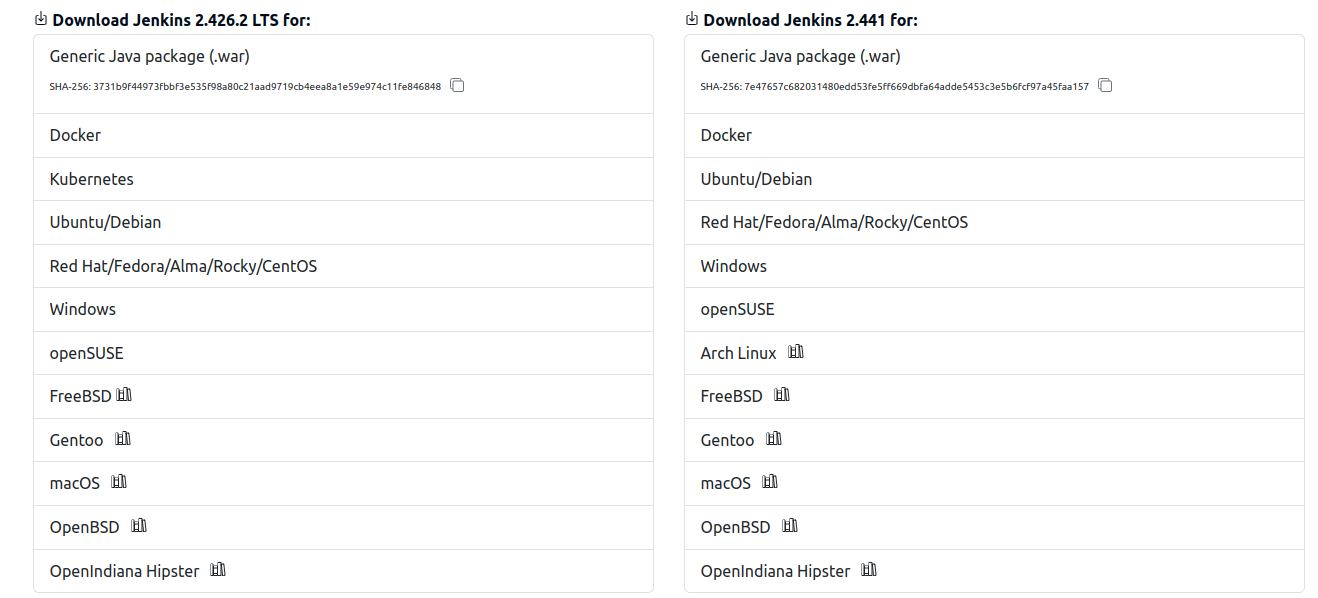 Download Jenkins 2.426.2 LTS for:
Generic Java package (.war)
SHA-256: 3731b9f44973fbbf3e535f98a80c21aad9719cb4eea8a1e59e974c11fe846848
Docker
Kubernetes
Ubuntu/Debian
Red Hat/Fedora/Alma/Rocky/CentOS
Windows
openSUSE
FreeBSD
Gentoo
macOS
OpenBSD
OpenIndiana Hipster
Download Jenkins 2.441 for:
Generic Java package (.war)
SHA-256: 7e47657c682031480edd53fe5ff669dbfa64adde5453c3e5b6fcf97a45faa157
Docker
Ubuntu/Debian
Red Hat/Fedora/Alma/Rocky/CentOS
Windows
openSUSE
Arch Linux
FreeBSD
Gentoo
macOS
OpenBSD
OpenIndiana Hipster